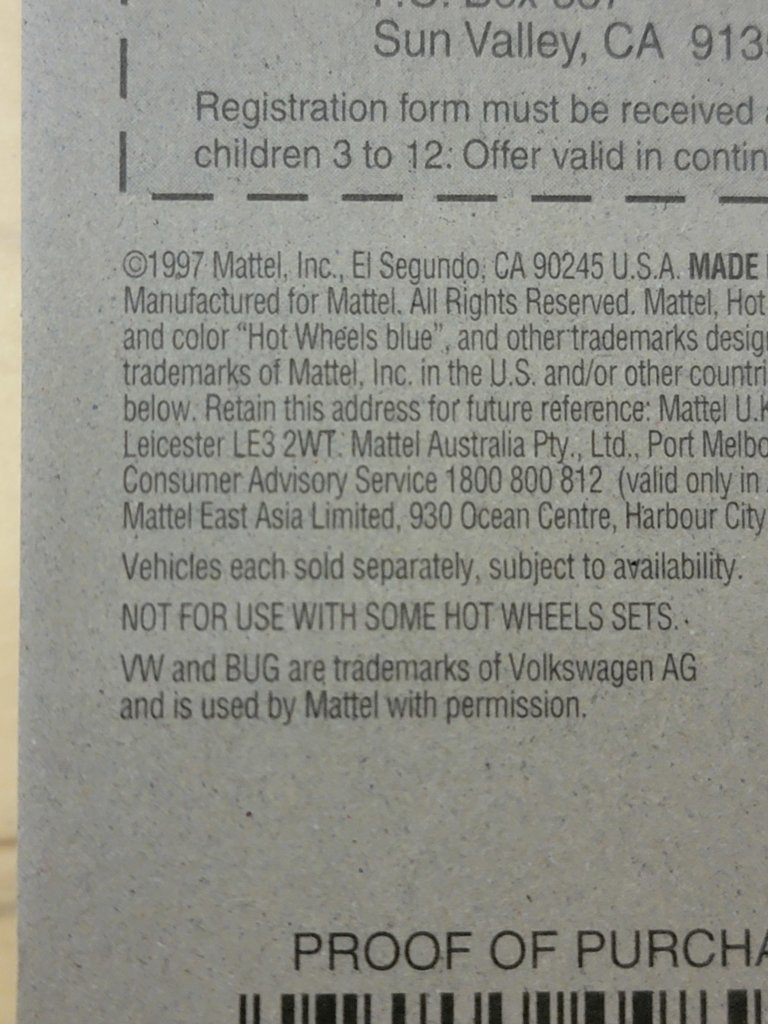 Sun Valley, CA 913
Registration form must be received
children 3 to 12. Offer valid in contin
©1997 Mattel, Inc., El Segundo, CA 90245 U.S.A. MADE
Manufactured for Mattel. All Rights Reserved. Mattel, Hot
and color “Hot Wheels blue”, and other trademarks desig
trademarks of Mattel, Inc. in the U.S. and/or other countri
below. Retain this address for future reference: Mattel U.K
Leicester LE3 2WT. Mattel Australia Pty., Ltd., Port Melbo
Consumer Advisory Service 1800 800 812 (valid only in
Mattel East Asia Limited, 930 Ocean Centre, Harbour City
Vehicles each sold separately, subject to availability.
NOT FOR USE WITH SOME HOT WHEELS SETS.
VW and BUG are trademarks of Volkswagen AG
and is used by Mattel with permission.
PROOF OF PURCHA